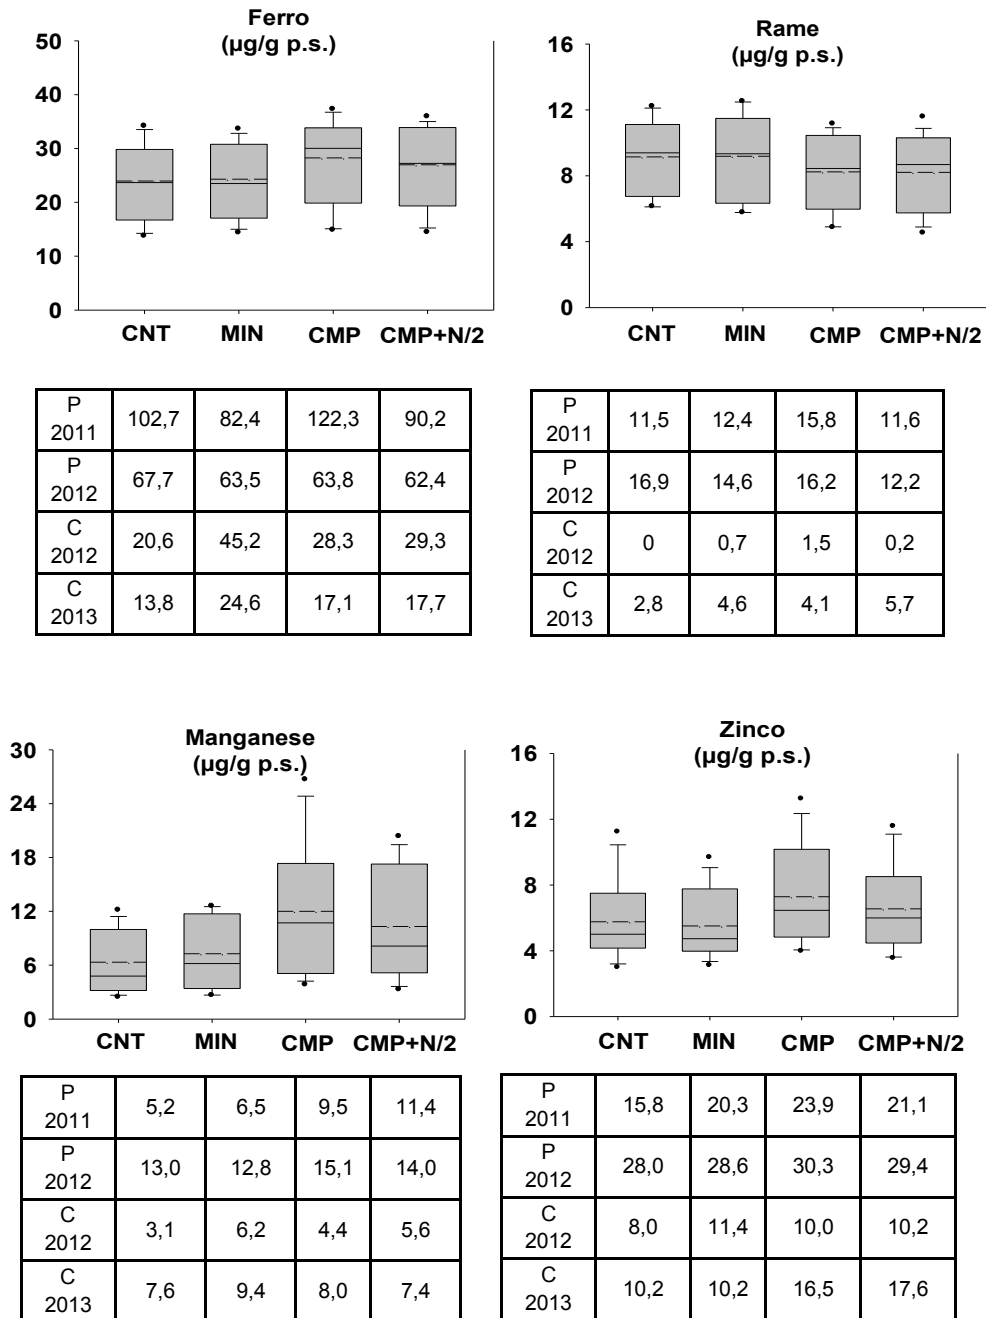 Ferro
(µg/g p.s.)
50
40
30
20
10
0
CNT MIN CMP CMP+N/2
Rame
(µg/g p.s.)
16
12
8
4
0
CNT MIN CMP CMP+N/2
P 2011 102,7 82,4 122,3 90,2
P 2012 67,7 63,5 63,8 62,4
C 2012 20,6 45,2 28,3 29,3
C 2013 13,8 24,6 17,1 17,7
P 2011 11,5 12,4 15,8 11,6
P 2012 16,9 14,6 16,2 12,2
C 2012 0 0,7 1,5 0,2
C 2013 2,8 4,6 4,1 5,7
Manganese
(µg/g p.s.)
30
24
18
12
6
0
CNT MIN CMP CMP+N/2
Zinco
(µg/g p.s.)
16
12
8
4
0
CNT MIN CMP CMP+N/2
P 2011 5,2 6,5 9,5 11,4
P 2012 13,0 12,8 15,1 14,0
C 2012 3,1 6,2 4,4 5,6
C 2013 7,6 9,4 8,0 7,4
P 2011 15,8 20,3 23,9 21,1
P 2012 28,0 28,6 30,3 29,4
C 2012 8,0 11,4 10,0 10,2
C 2013 10,2 10,2 16,5 17,6